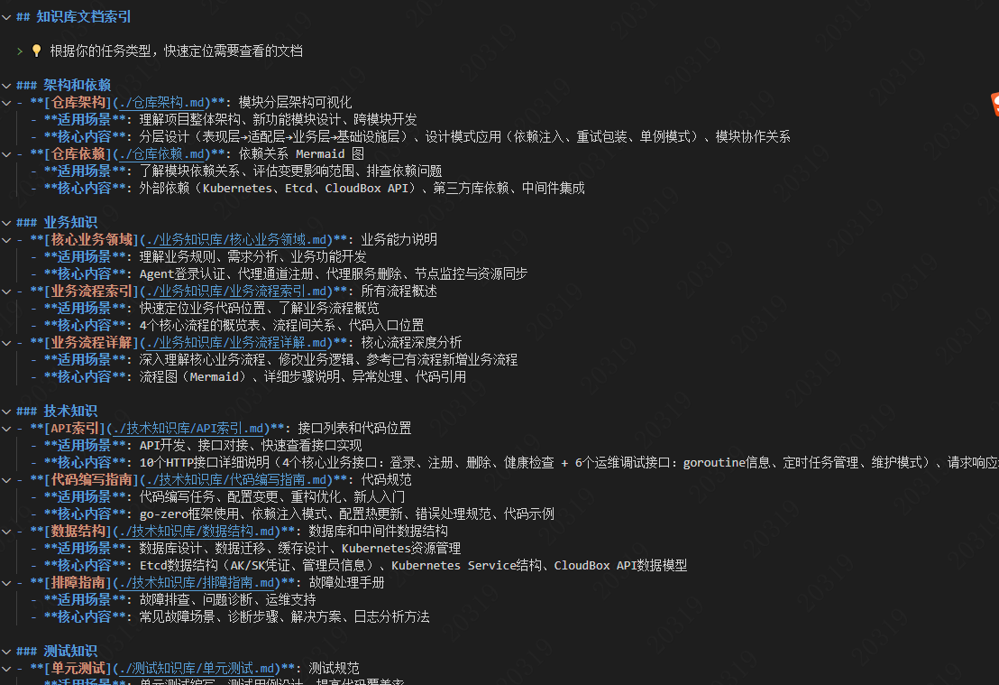 ## 知识库文档索引
> 💡 根据你的任务类型，快速定位需要查看的文档
### 架构和依赖
- **[仓库架构](./仓库架构.md)**: 模块分层架构可视化
- **适用场景**: 理解项目整体架构、新功能模块设计、跨模块开发
- **核心内容**: 分层设计（表现层→适配层→业务层→基础设施层）、设计模式应用（依赖注入、重试包装、单例模式）、模块协作关系
- **[仓库依赖](./仓库依赖.md)**: 依赖关系 Mermaid 图
- **适用场景**: 了解模块依赖关系、评估变更影响范围、排查依赖问题
- **核心内容**: 外部依赖（Kubernetes、Etcd、CloudBox API）、第三方库依赖、中间件集成
### 业务知识
- **[核心业务领域](./业务知识库/核心业务领域.md)**: 业务能力说明
- **适用场景**: 理解业务规则、需求分析、业务功能开发
- **核心内容**: Agent登录认证、代理通道注册、代理服务删除、节点监控与资源同步
- **[业务流程索引](./业务知识库/业务流程索引.md)**: 所有流程概述
- **适用场景**: 快速定位业务代码位置、了解业务流程概览
- **核心内容**: 4个核心流程的概览表、流程间关系、代码入口位置
- **[业务流程详解](./业务知识库/业务流程详解.md)**: 核心流程深度分析
- **适用场景**: 深入理解核心业务流程、修改业务逻辑、参考已有流程新增业务流程
- **核心内容**: 流程图（Mermaid）、详细步骤说明、异常处理、代码引用
### 技术知识
- **[API索引](./技术知识库/API索引.md)**: 接口列表和代码位置
- **适用场景**: API开发、接口对接、快速查看接口实现
- **核心内容**: 10个HTTP接口详细说明（4个核心业务接口: 登录、注册、删除、健康检查 + 6个运维调试接口: goroutine信息、定时任务管理、维护模式）、请求响应
- **[代码编写指南](./技术知识库/代码编写指南.md)**: 代码规范
- **适用场景**: 代码编写任务、配置变更、重构优化、新人入门
- **核心内容**: go-zero框架使用、依赖注入模式、配置热更新、错误处理规范、代码示例
- **[数据结构](./技术知识库/数据结构.md)**: 数据库和中间件数据结构
- **适用场景**: 数据库设计、数据迁移、缓存设计、Kubernetes资源管理
- **核心内容**: Etcd数据结构（AK/SK凭证、管理员信息）、Kubernetes Service结构、CloudBox API数据模型
- **[排障指南](./技术知识库/排障指南.md)**: 故障处理手册
- **适用场景**: 故障排查、问题诊断、运维支持
- **核心内容**: 常见故障场景、诊断步骤、解决方案、日志分析方法
### 测试知识
- **[单元测试](./测试知识库/单元测试.md)**: 测试规范
- **适用场景**: 单元测试编写、测试用例设计、提高代码覆盖率